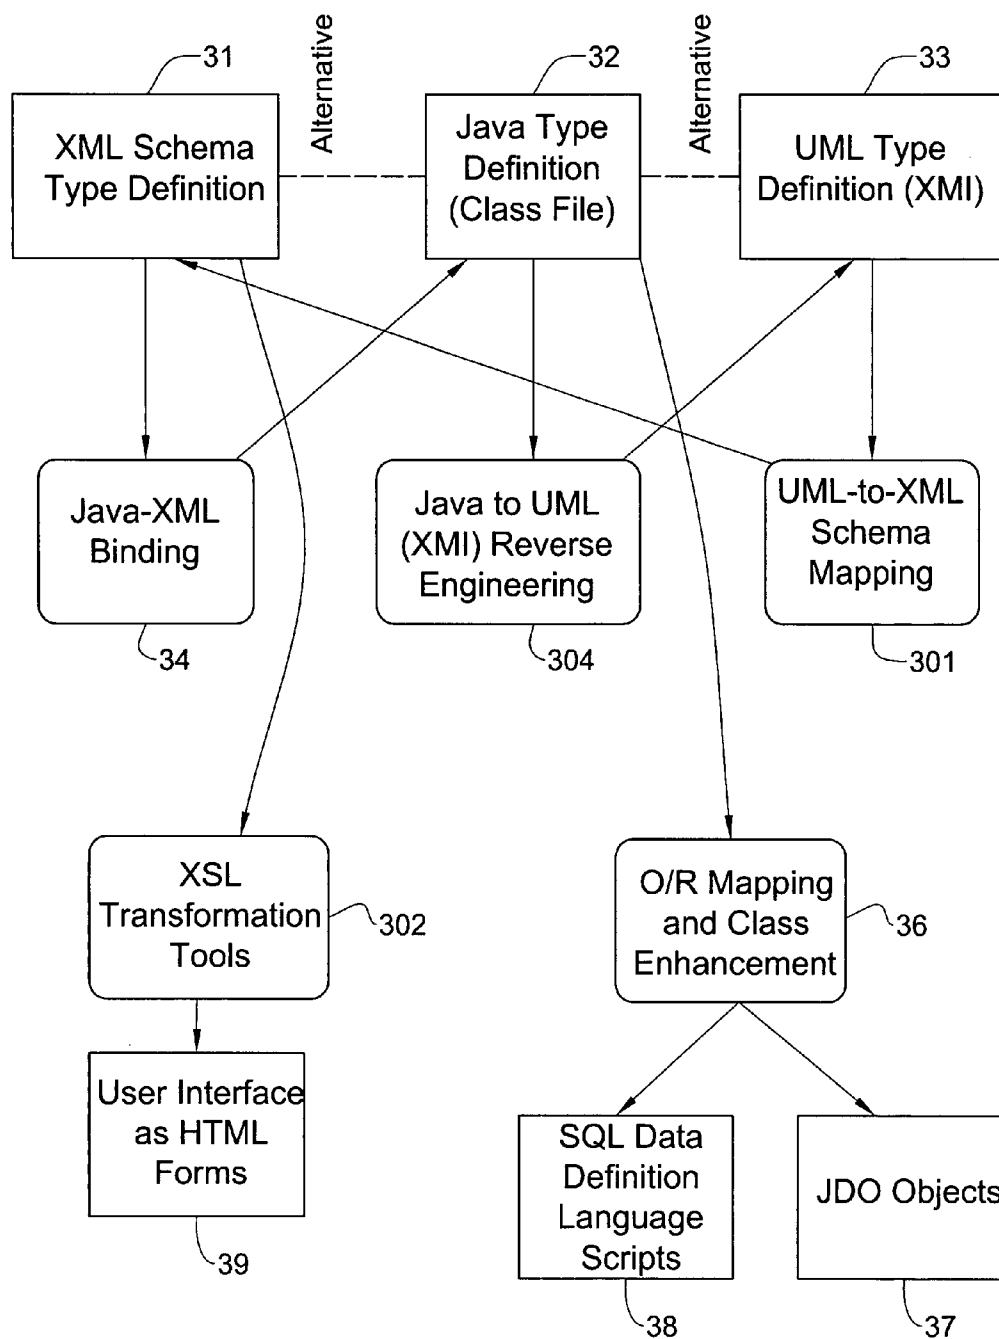 31
Alternative
32
Alternative
33
XML Schema
Type Definition
Java Type
Definition
(Class File)
UML Type
Definition (XMI)
Java-XML
Binding
34
Java to UML
(XMI) Reverse
Engineering
304
UML-to-XML
Schema
Mapping
301
XSL
Transformation
Tools
302
O/R Mapping
and Class
Enhancement
36
User Interface
as HTML
Forms
39
SQL Data
Definition
Language
Scripts
38
JDO Objects
37